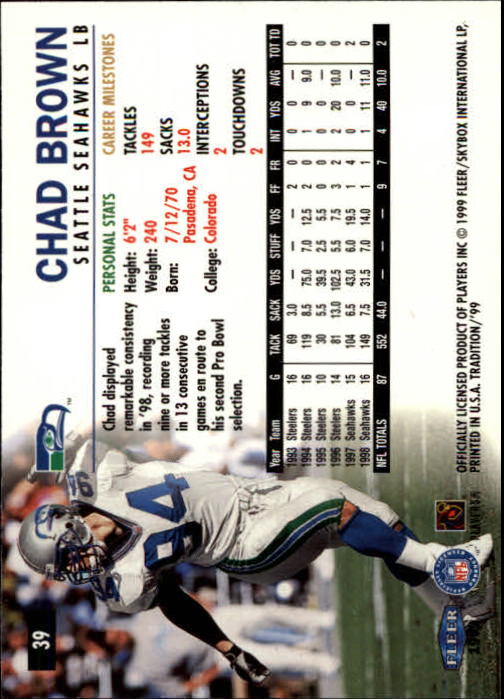 39
CHAD BROWN
SEATTLE SEAHAWKS LB
Chad displayed
remarkable consistency
in '98, recording
nine or more tackles
in 13 consecutive
games en route to
his second Pro Bowl
selection.
PERSONAL STATS
Height: 6'2"
Weight: 240
Born:
7/12/70
Pasadena, CA
College: Colorado
CAREER MILESTONES
TACKLES
149
SACKS
13.0
INTERCEPTIONS
2
TOUCHDOWNS
2
Year Team G TACK SACK YDS STUFF YDS FF FR INT YDS AVG TOT TD
1993 Steelers 16 69 3.0 — — — 2 0 0 0 — 0
1994 Steelers 16 119 8.5 75.0 7.0 12.5 2 0 1 9 9.0 0
1995 Steelers 10 30 5.5 39.5 2.5 5.5 0 0 0 0 — 0
1996 Steelers 14 81 13.0 102.5 5.5 7.5 3 2 2 20 10.0 0
1997 Seahawks 15 104 6.5 43.0 6.0 19.5 1 4 0 0 — 2
1998 Seahawks 16 149 7.5 31.5 7.0 14.0 1 1 1 11 11.0 0
NFL TOTALS 87 552 44.0 9 7 4 40 10.0 2
OFFICIALLY LICENSED PRODUCT OF PLAYERS INC © 1999 FLEER/SKYBOX INTERNATIONAL LP.
PRINTED IN U.S.A. TRADITION/'99
94
FLEER
NFL
PLAYERS